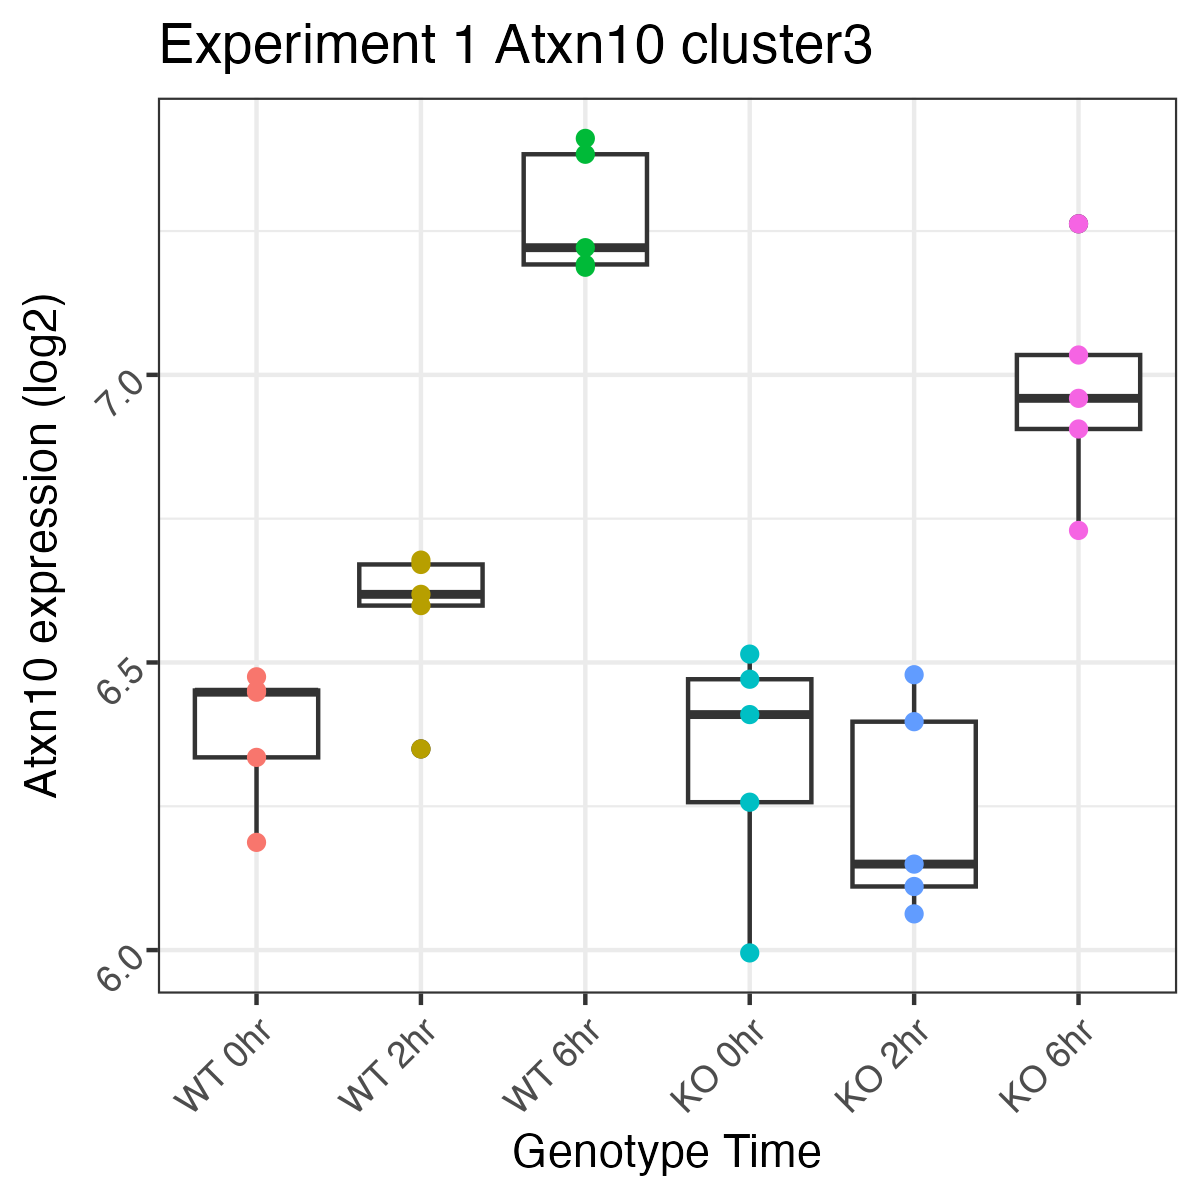 Experiment 1 Atxn10 cluster3
Atxn10 expression (log2)
7.0
6.5
6.0
WT 0hr
WT 2hr
WT 6hr
KO 0hr
KO 2hr
KO 6hr
Genotype Time